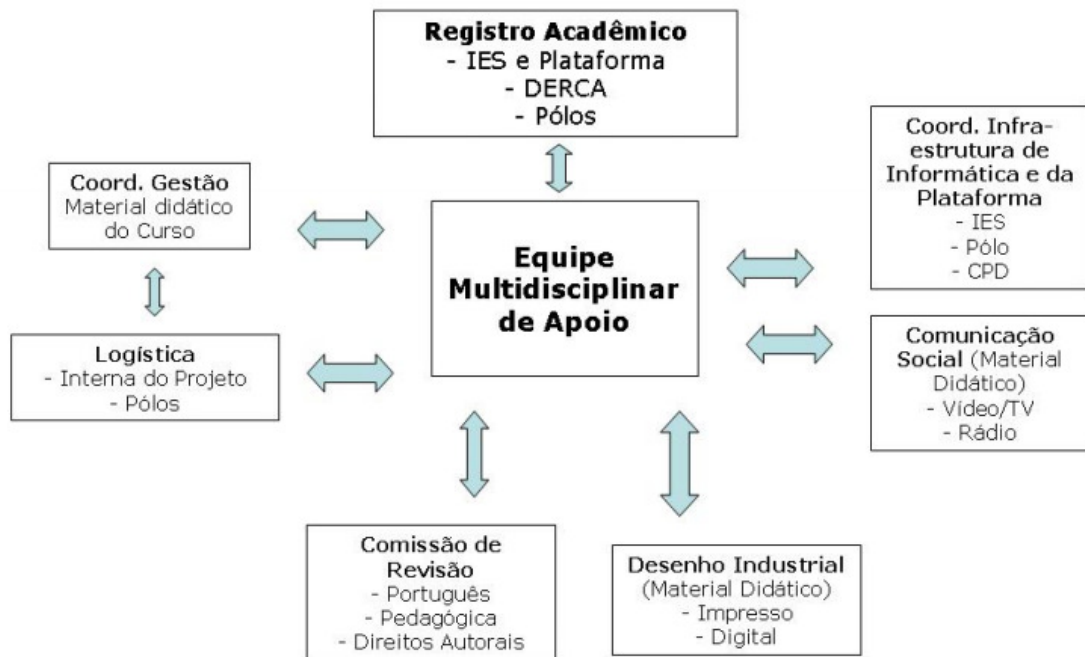 Registro Acadêmico
- IES e Plataforma
- DERCA
- Pólos
Coord. Gestão
Material didático
do Curso
Coord. Infra-
estrutura de
Informática e da
Plataforma
- IES
- Pólo
- CPD
Equipe
Multidisciplinar
de Apoio
Logística
- Interna do Projeto
- Pólos
Comunicação
Social (Material
Didático)
- Vídeo/TV
- Rádio
Comissão de
Revisão
- Português
- Pedagógica
- Direitos Autorais
Desenho Industrial
(Material Didático)
- Impresso
- Digital